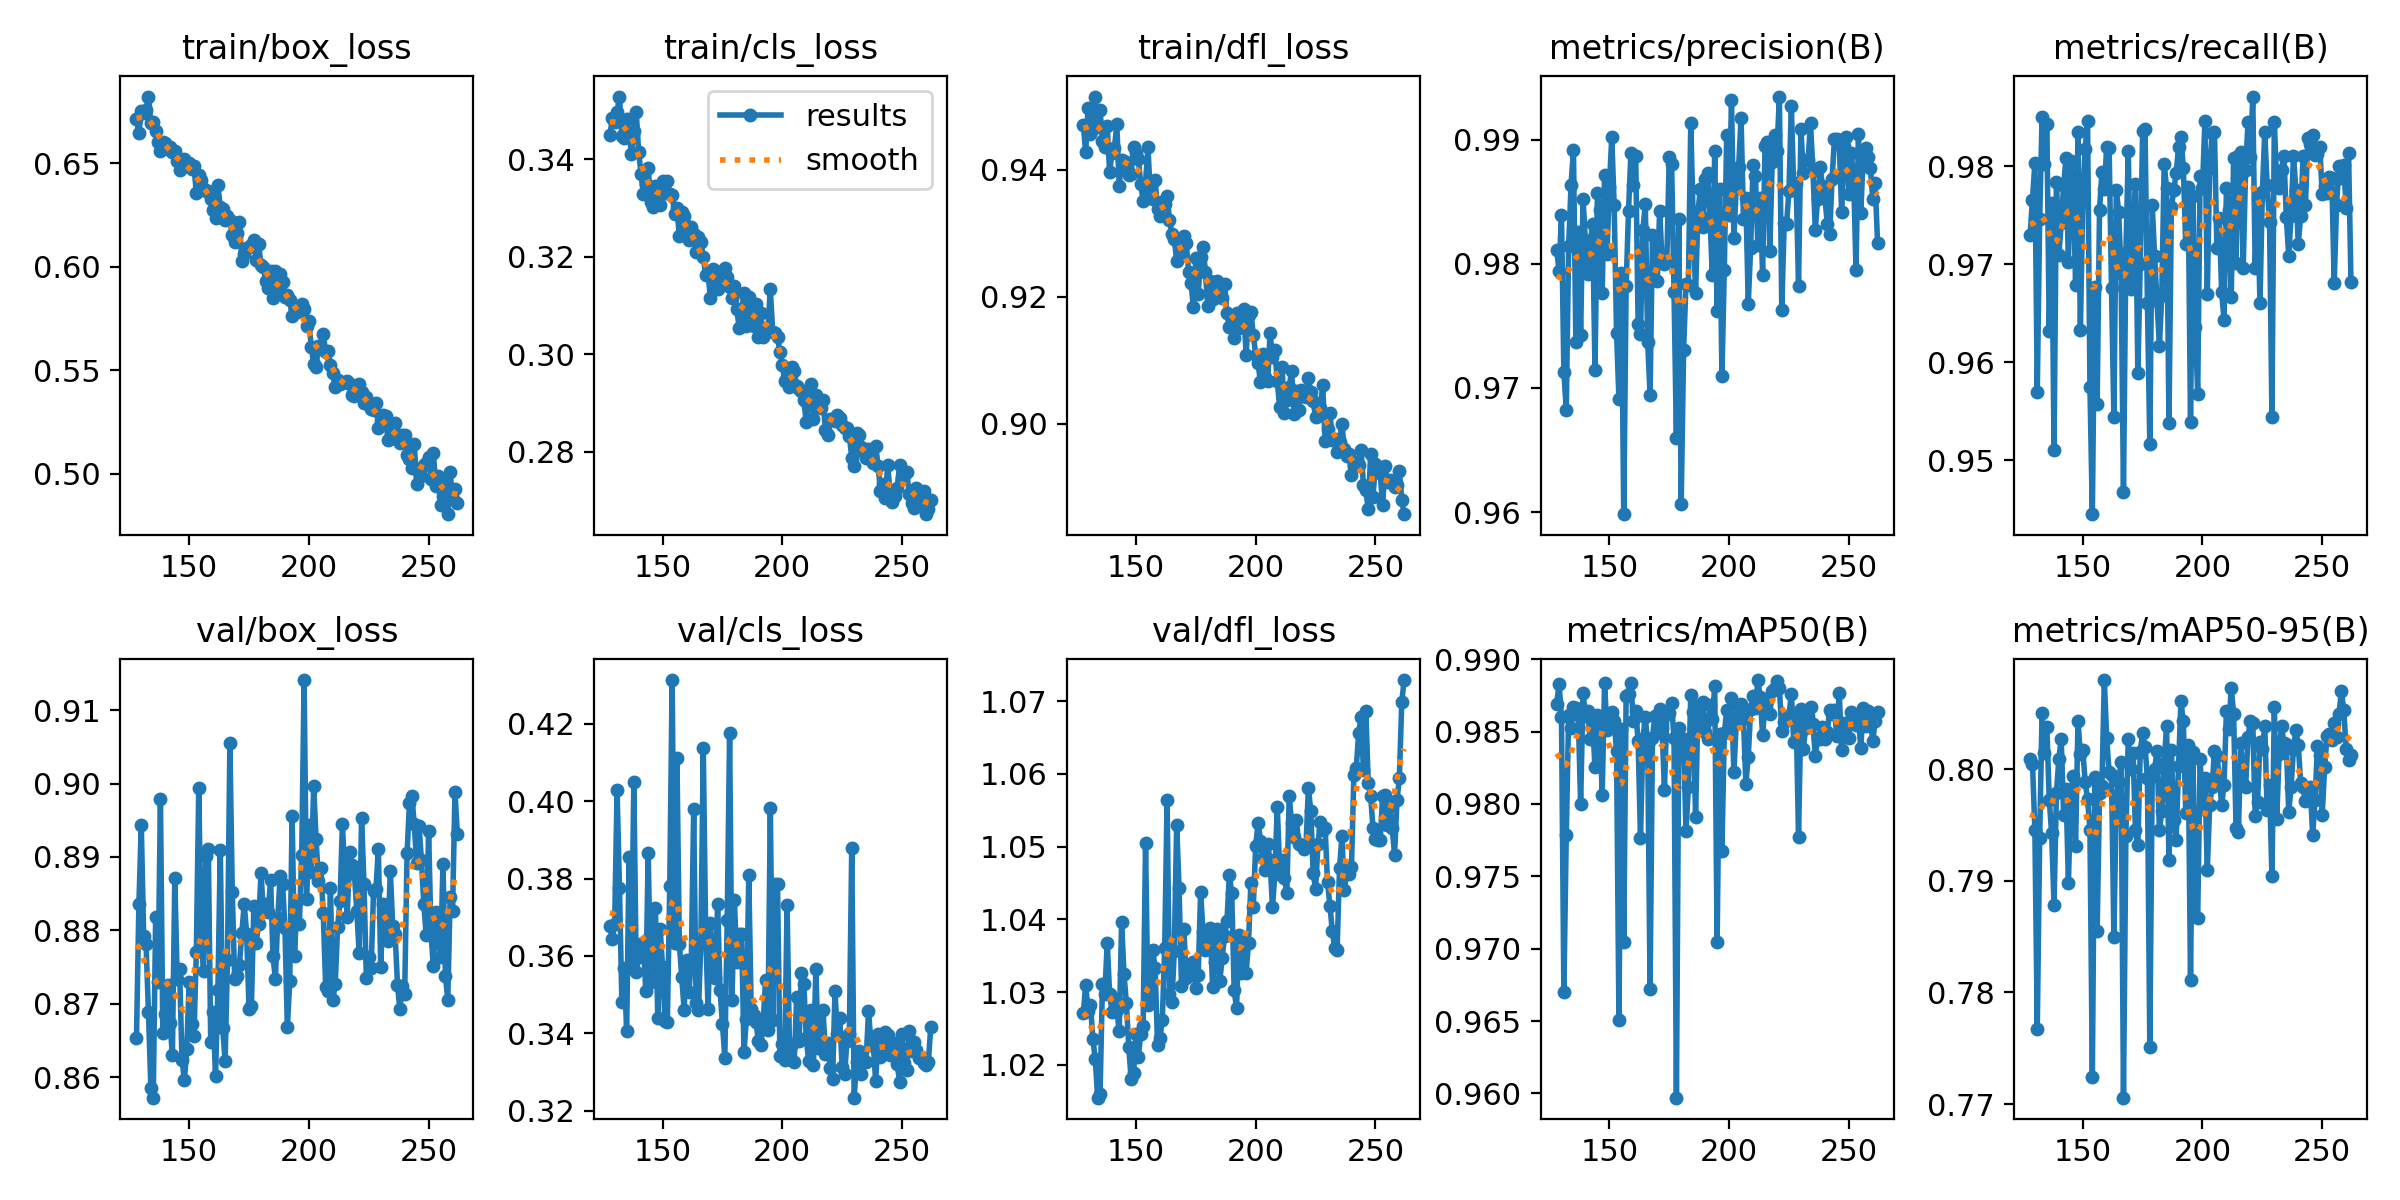 train/box_loss
0.65
0.60
0.55
0.50
150 200 250
train/cls_loss
results
smooth
0.34
0.32
0.30
0.28
150 200 250
train/dfl_loss
0.94
0.92
0.90
150 200 250
metrics/precision(B)
0.99
0.98
0.97
0.96
150 200 250
metrics/recall(B)
0.98
0.97
0.96
0.95
150 200 250
val/box_loss
0.91
0.90
0.89
0.88
0.87
0.86
150 200 250
val/cls_loss
0.42
0.40
0.38
0.36
0.34
0.32
150 200 250
val/dfl_loss
1.07
1.06
1.05
1.04
1.03
1.02
150 200 250
metrics/mAP50(B)
0.990
0.985
0.980
0.975
0.970
0.965
0.960
150 200 250
metrics/mAP50-95(B)
0.80
0.79
0.78
0.77
150 200 250